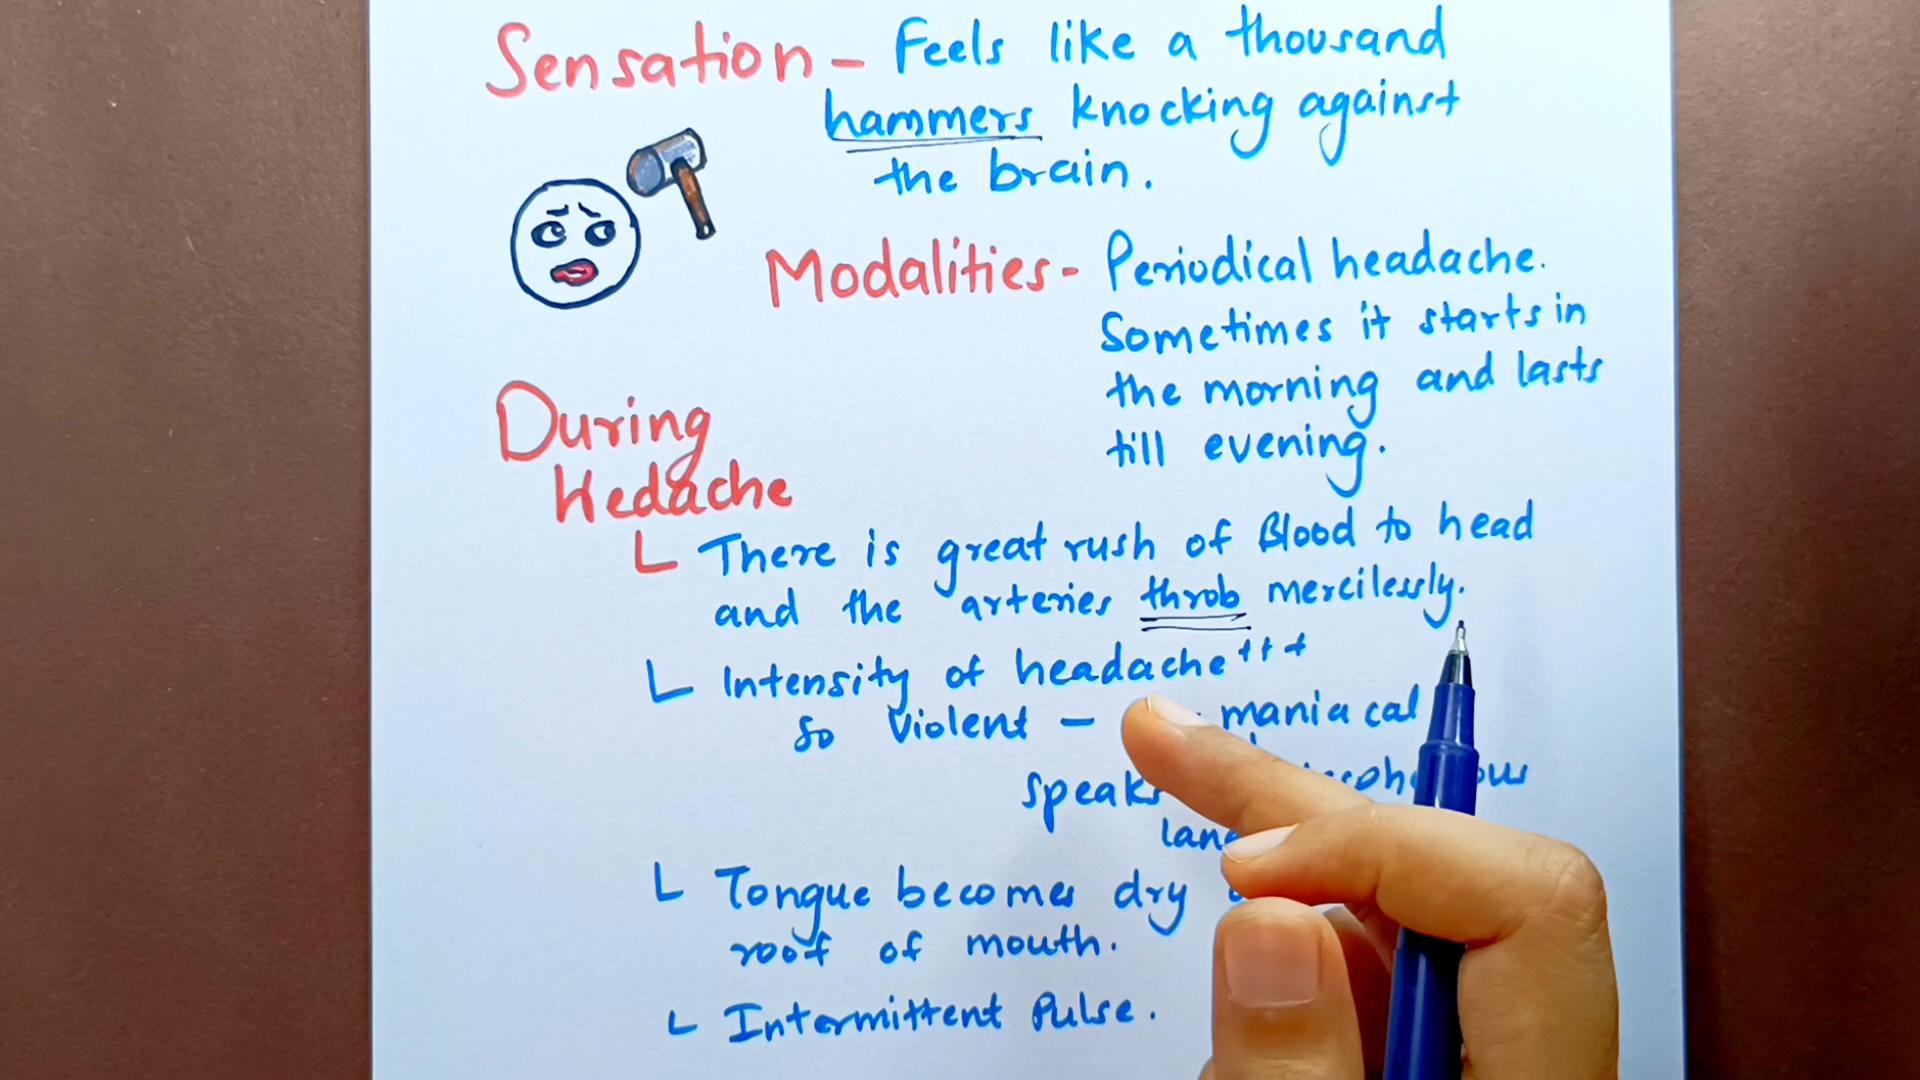 Sensation - Feels like a thousand
hammers knocking against
the brain.
Modalities - Periodical headache.
Sometimes it starts in
the morning and lasts
till evening.
During
Hedache
There is great rush of Blood to head
and the arteries throb mercilessly.
Intensity of headache +++
So Violent - maniacal
speaks
Tongue becomes dry
roof of mouth.
Intermittent Pulse.